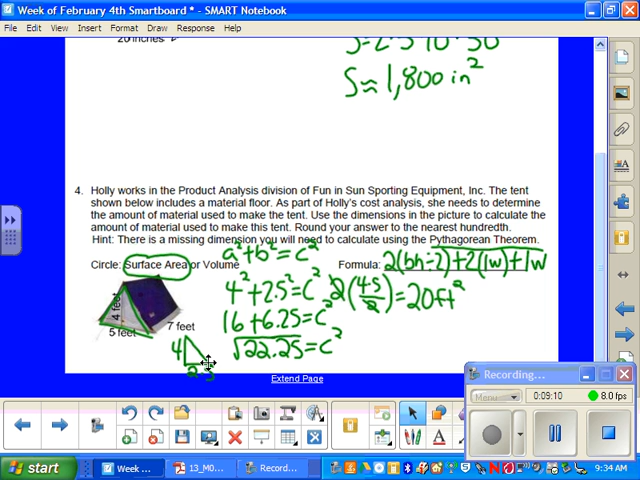 Week of February 4th Smartboard* - SMART Notebook
File Edit View Insert Format Draw Help
20 inches
S≈1,800 in²
4. Holly works in the Product Analysis division of Fun in Sun Sporting Equipment, Inc. The tent
shown below includes a material floor. As part of Holly's cost analysis, she needs to determine
the amount of material used to make the tent. Use the dimensions in the picture to calculate the
amount of material used to make this tent. Round your answer to the nearest hundredth.
Hint: There is a missing dimension you will need to calculate using the Pythagorean Theorem.
a²+b²=c²
Circle: Surface Area or Volume
Formula: 2(bh÷2)+2(lw)+lw
4²+2.5²=c²
2(4·5/2)=20ft²
4 feet
5 feet
7 feet
16+6.25=c²
√22.25=c²
4
2.5
Extend Page
Recording...
Menu
0:09:10
8.0 fps
start
Week ...
13_M0...
Recor...
9:34 AM